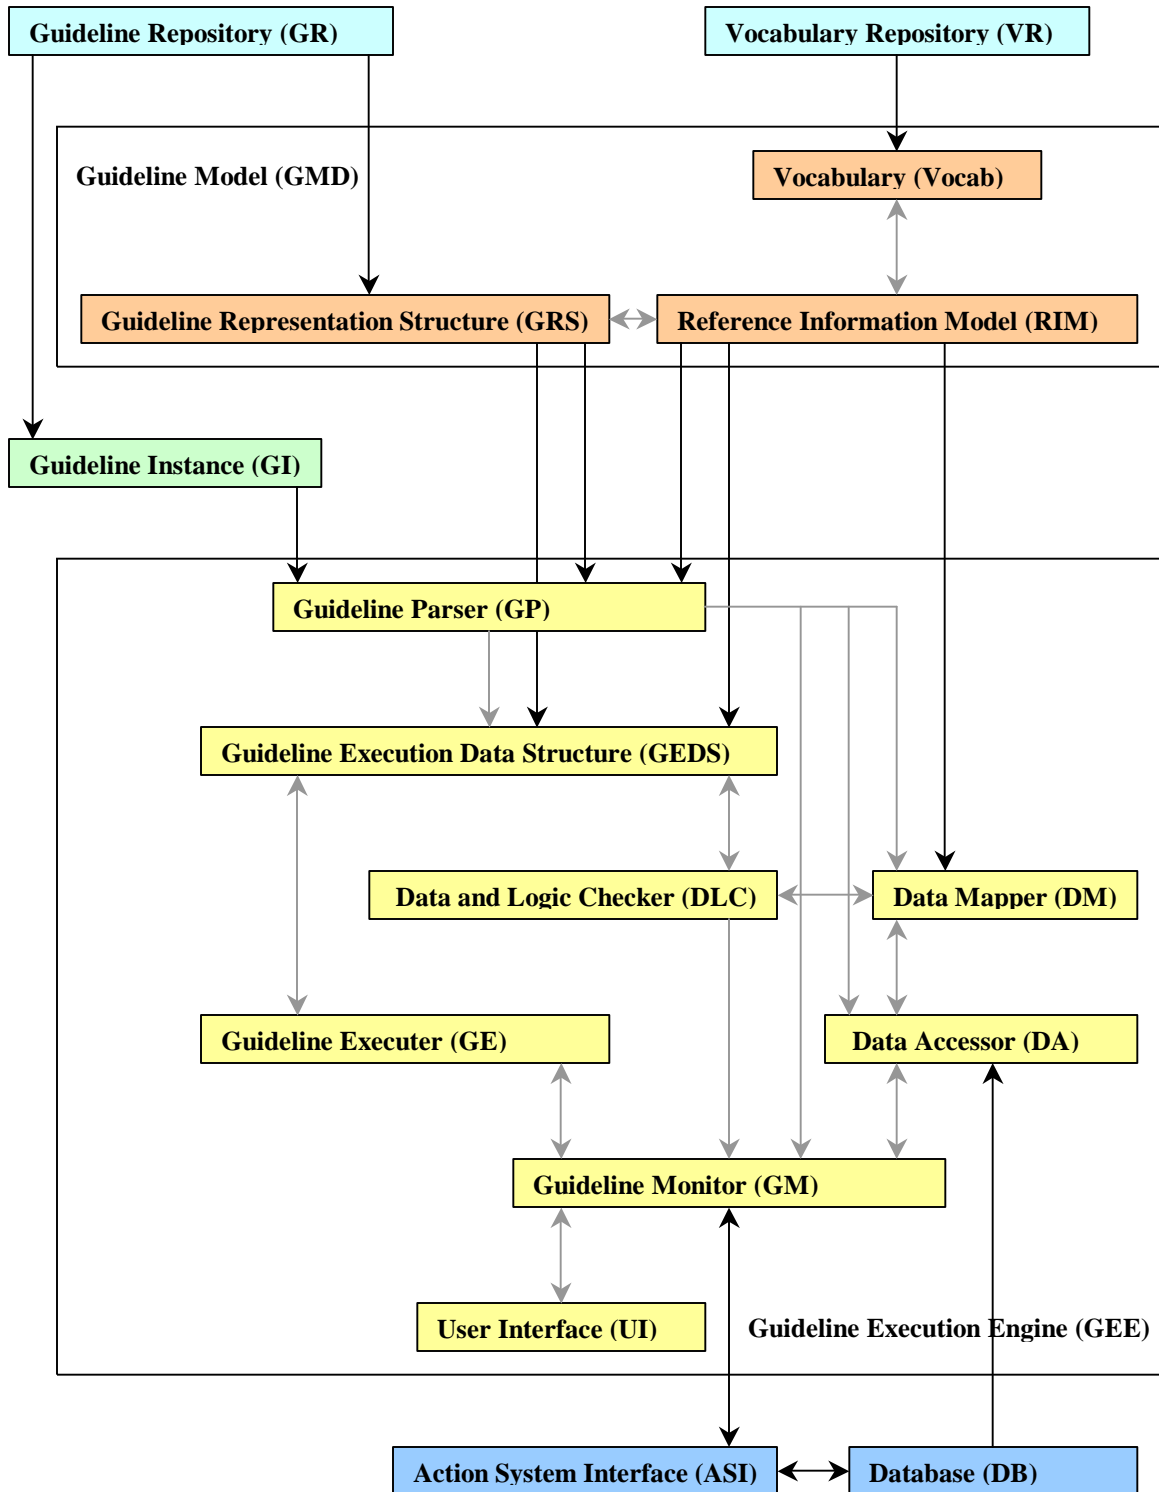 Guideline Repository (GR)
Vocabulary Repository (VR)
Guideline Model (GMD)
Vocabulary (Vocab)
Guideline Representation Structure (GRS)
Reference Information Model (RIM)
Guideline Instance (GI)
Guideline Parser (GP)
Guideline Execution Data Structure (GEDS)
Data and Logic Checker (DLC)
Data Mapper (DM)
Guideline Executer (GE)
Data Accessor (DA)
Guideline Monitor (GM)
User Interface (UI)
Guideline Execution Engine (GEE)
Action System Interface (ASI)
Database (DB)